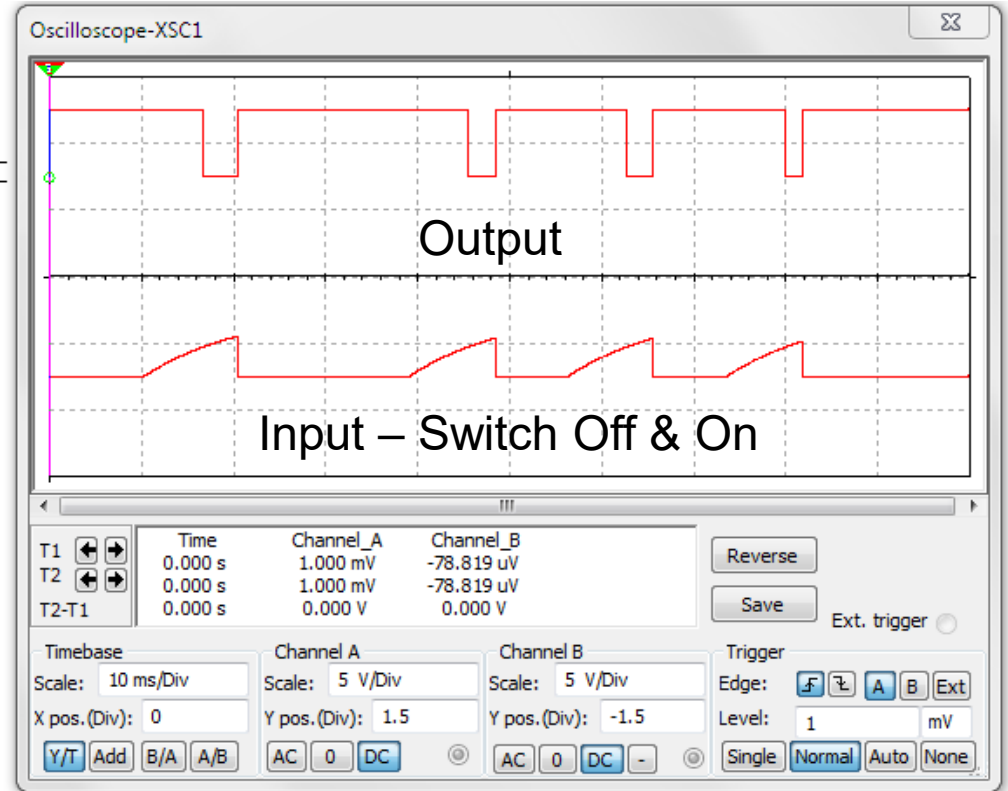 Oscilloscope-XSC1
Output
Input – Switch Off & On
Time Channel_A Channel_B
T1 0.000 s 1.000 mV -78.819 uV
T2 0.000 s 1.000 mV -78.819 uV
T2-T1 0.000 s 0.000 V 0.000 V
Reverse
Save
Ext. trigger
Timebase Channel A Channel B Trigger
Scale: 10 ms/Div Scale: 5 V/Div Scale: 5 V/Div Edge: A B Ext
X pos.(Div): 0 Y pos.(Div): 1.5 Y pos.(Div): -1.5 Level: 1 mV
Y/T Add B/A A/B AC 0 DC AC 0 DC - Single Normal Auto None